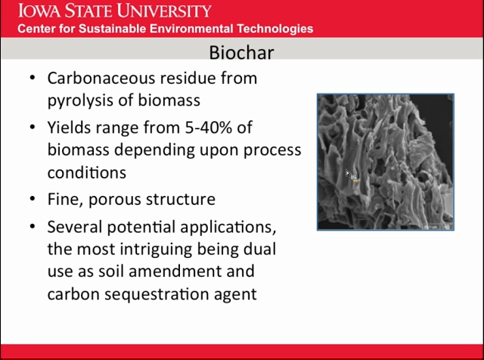 IOWA STATE UNIVERSITY
Center for Sustainable Environmental Technologies
Biochar
• Carbonaceous residue from
pyrolysis of biomass
• Yields range from 5-40% of
biomass depending upon process
conditions
• Fine, porous structure
• Several potential applications,
the most intriguing being dual
use as soil amendment and
carbon sequestration agent